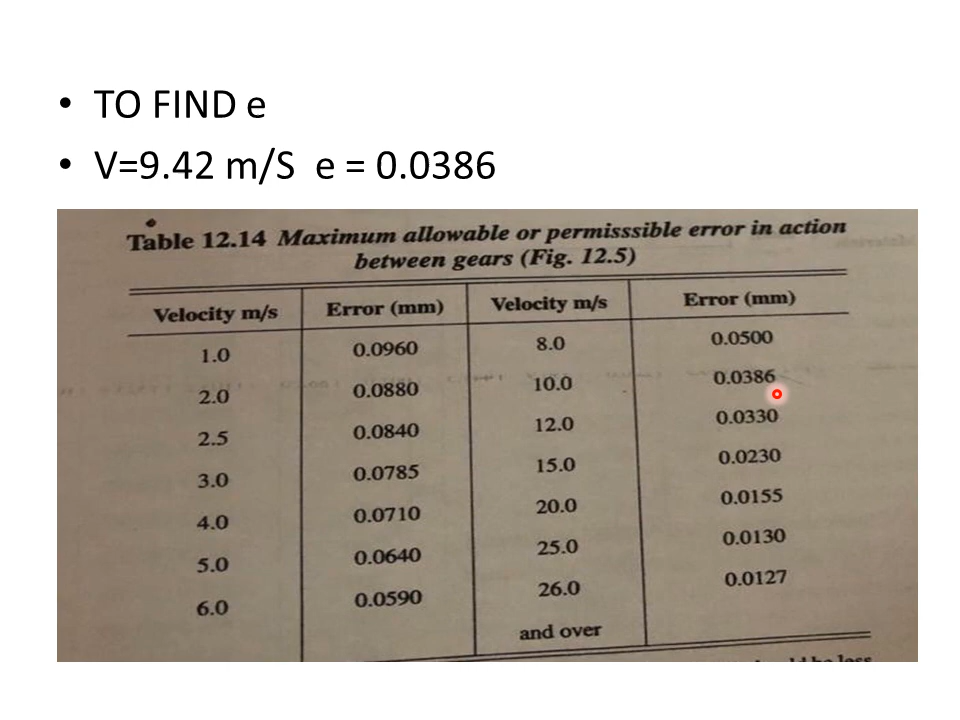 • TO FIND e
• V=9.42 m/S e = 0.0386
Table 12.14 Maximum allowable or permisssible error in action
between gears (Fig. 12.5)
Velocity m/s Error (mm) Velocity m/s Error (mm)
1.0 0.0960 8.0 0.0500
2.0 0.0880 10.0 0.0386
2.5 0.0840 12.0 0.0330
3.0 0.0785 15.0 0.0230
4.0 0.0710 20.0 0.0155
5.0 0.0640 25.0 0.0130
6.0 0.0590 26.0 0.0127
and over